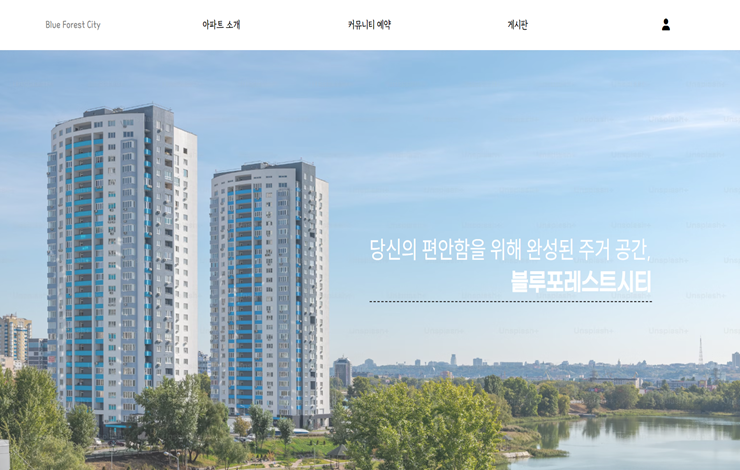 Blue Forest City
아파트 소개
커뮤니티 예약
게시판
당신의 편안함을 위해 완성된 주거 공간,
블루포레스트시티